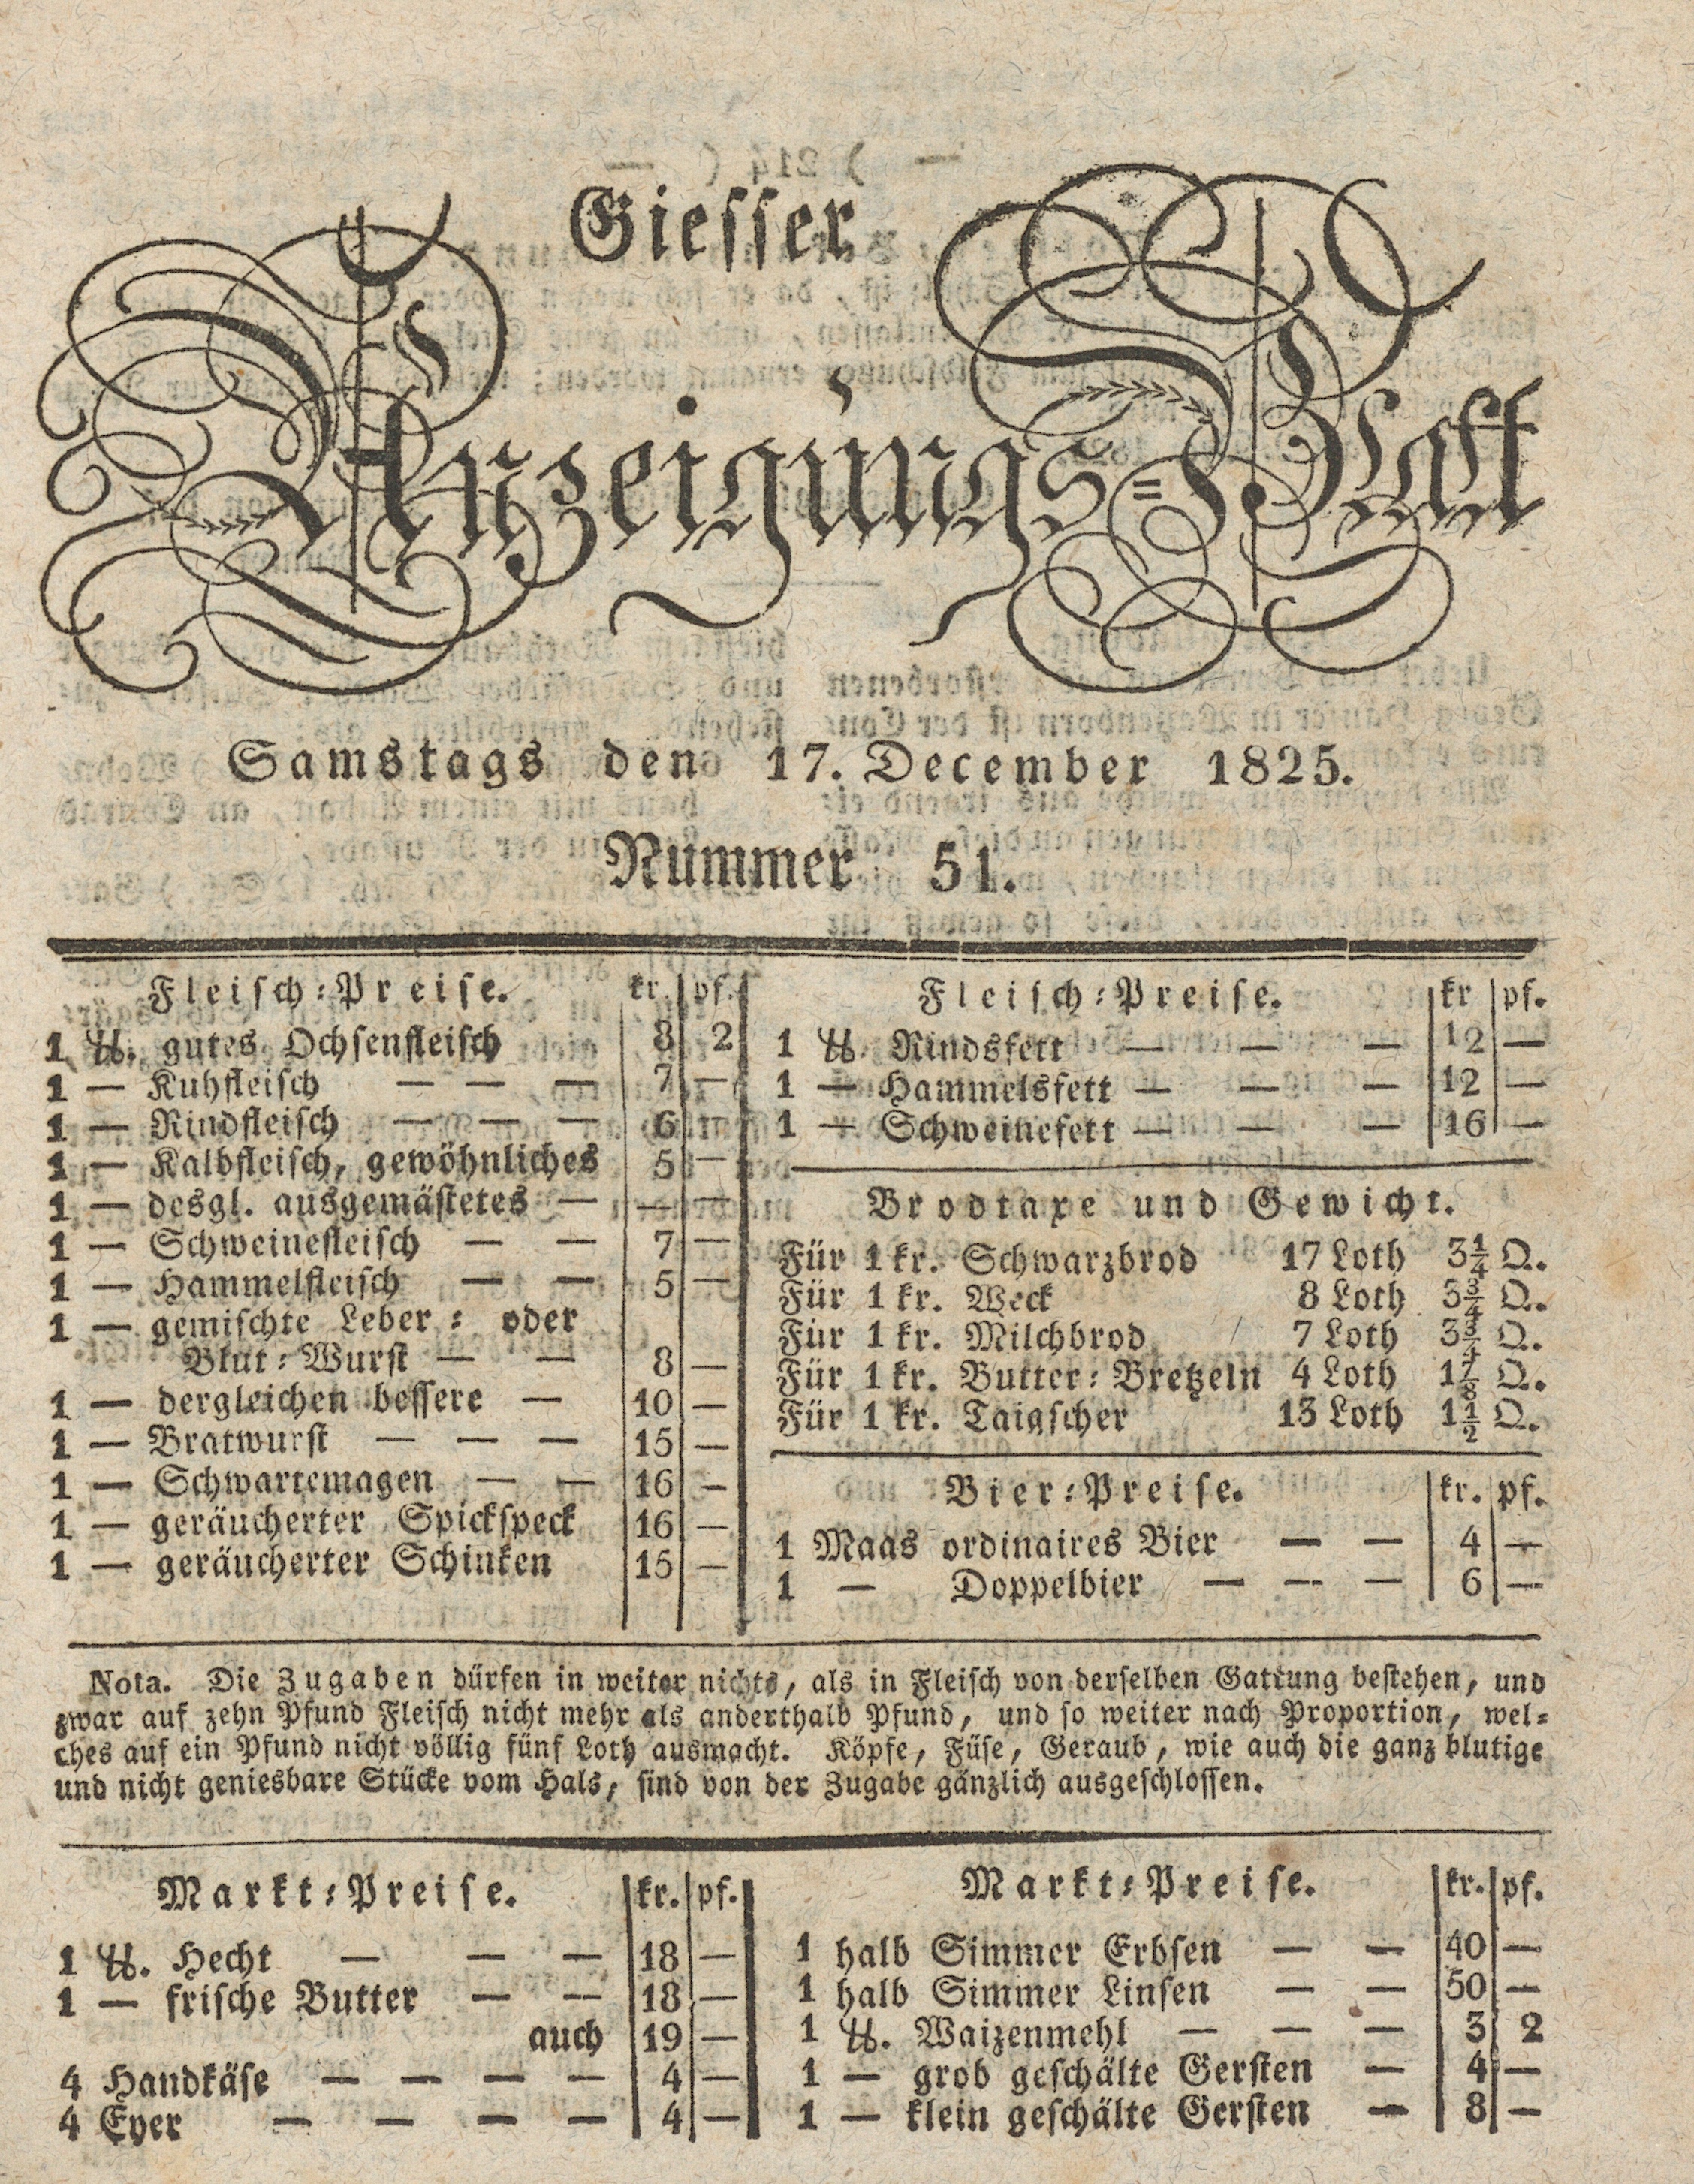 Giesser
Anzeigungs=Blatt
Samstags den 17. December 1825.
Nummer 51.
Fleisch=Preise. kr. pf.
1 ℔. gutes Ochsenfleisch 8 2
1 — Kuhfleisch — — — 7 —
1 — Rindfleisch — — — 6 —
1 — Kalbfleisch, gewöhnliches 5 —
1 — desgl. ausgemästetes — — —
1 — Schweinefleisch — — 7 —
1 — Hammelfleisch — — 5 —
1 — gemischte Leber= oder
Blut=Wurst — — 8 —
1 — dergleichen bessere — 10 —
1 — Bratwurst — — — 15 —
1 — Schwartemagen — — 16 —
1 — geräucherter Spickspeck 16 —
1 — geräucherter Schinken 15 —
Fleisch=Preise. kr pf.
1 ℔. Rindsfett — — — 12 —
1 — Hammelsfett — — — 12 —
1 — Schweinefett — — — 16 —
Brodtaxe und Gewicht.
Für 1 kr. Schwarzbrod 17 Loth 3¼ Q.
Für 1 kr. Weck 8 Loth 3¾ Q.
Für 1 kr. Milchbrod 7 Loth 3¾ Q.
Für 1 kr. Butter=Bretzeln 4 Loth 1⅞ Q.
Für 1 kr. Taigscher 13 Loth 1½ Q.
Bier=Preise. kr. pf.
1 Maas ordinaires Bier — — 4 —
1 — Doppelbier — — — 6 —
Nota. Die Zugaben dürfen in weiter nichts, als in Fleisch von derselben Gattung bestehen, und
zwar auf zehn Pfund Fleisch nicht mehr als anderthalb Pfund, und so weiter nach Proportion, wel=
ches auf ein Pfund nicht völlig fünf Loth ausmacht. Köpfe, Füse, Geraub, wie auch die ganz blutige
und nicht geniesbare Stücke vom Hals, sind von der Zugabe gänzlich ausgeschlossen.
Markt=Preise. kr. pf.
1 ℔. Hecht — — — 18 —
1 — frische Butter — — 18 —
auch 19 —
4 Handkäse — — — — 4 —
4 Eyer — — — — 4 —
Markt=Preise. kr. pf.
1 halb Simmer Erbsen — — 40 —
1 halb Simmer Linsen — — 50 —
1 ℔. Waizenmehl — — — 3 2
1 — grob geschälte Gersten — 4 —
1 — klein geschälte Gersten — 8 —